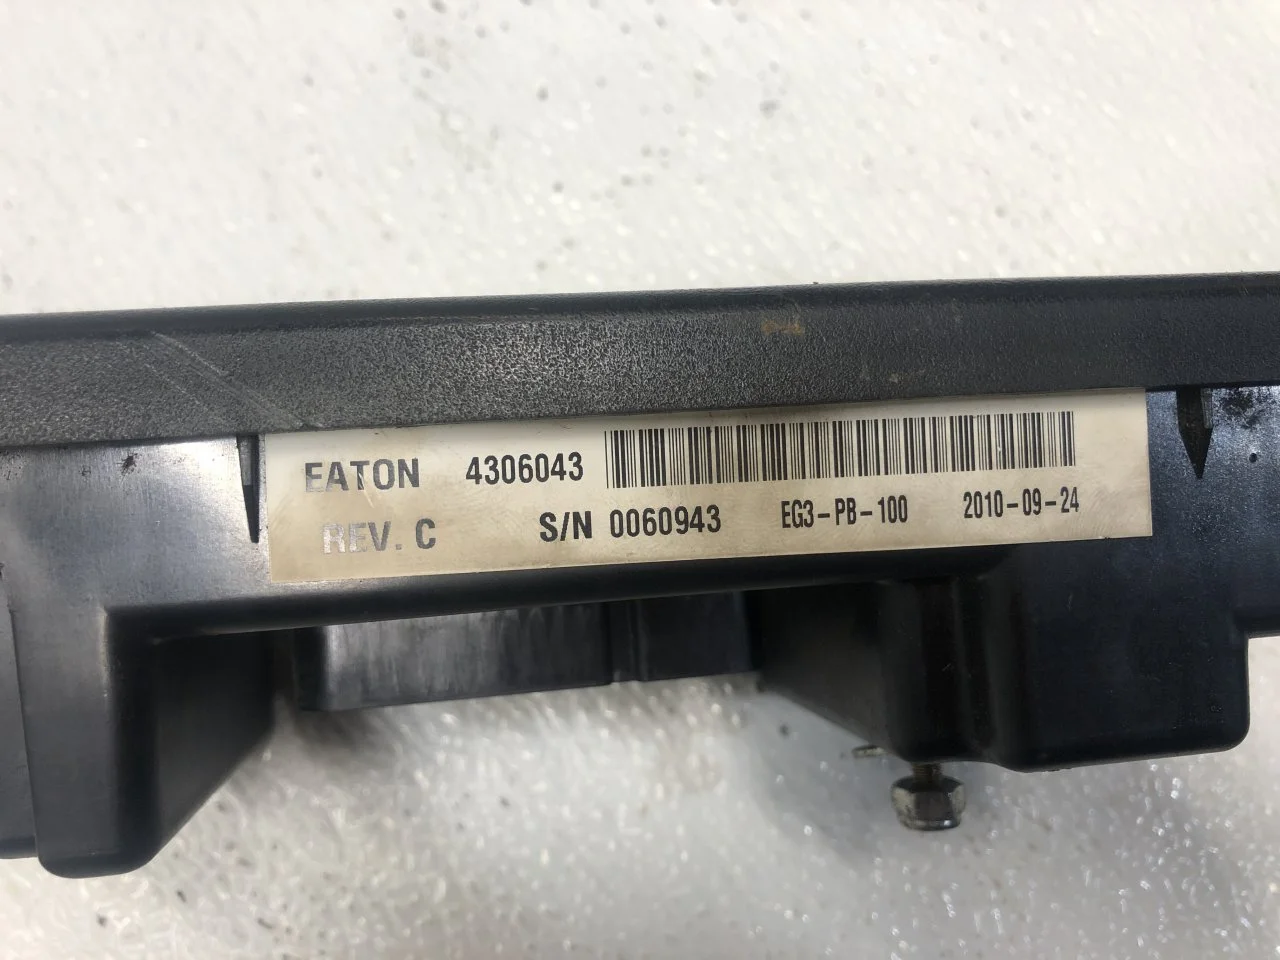 EATON 4306043
REV. C S/N 0060943 EG3-PB-100 2010-09-24